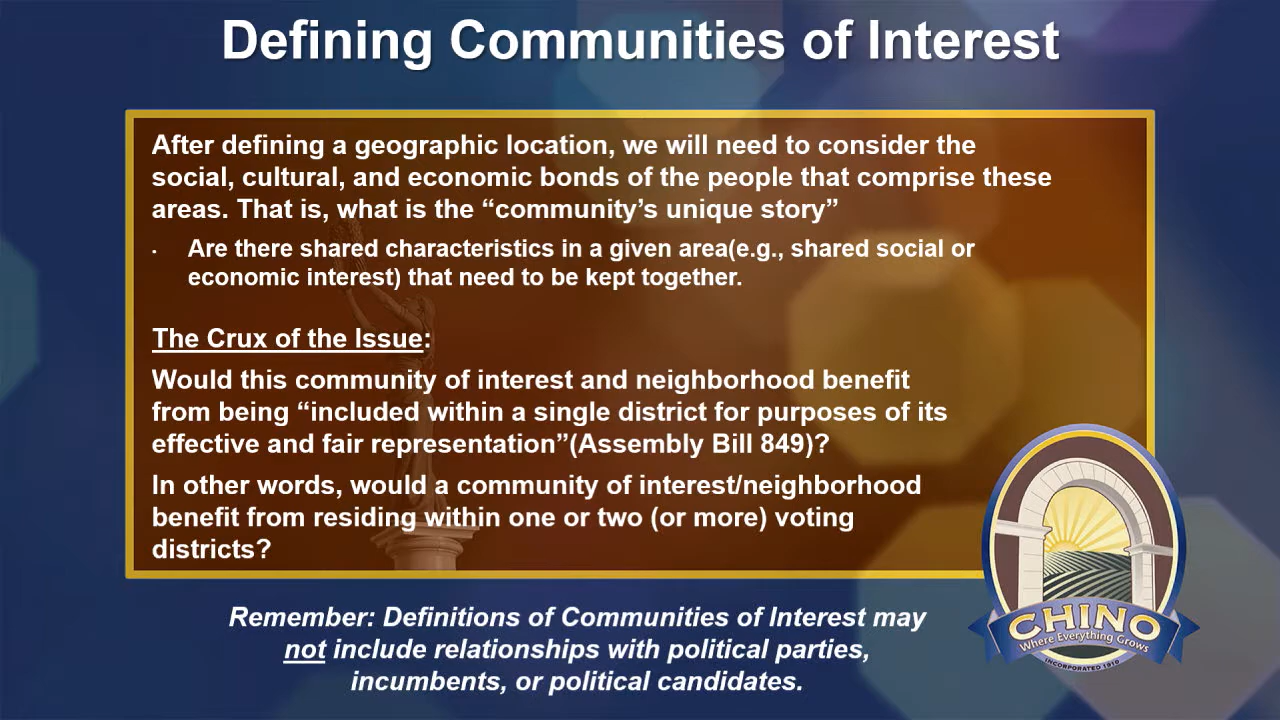 Defining Communities of Interest
After defining a geographic location, we will need to consider the
social, cultural, and economic bonds of the people that comprise these
areas. That is, what is the “community’s unique story”
· Are there shared characteristics in a given area(e.g., shared social or
economic interest) that need to be kept together.
The Crux of the Issue:
Would this community of interest and neighborhood benefit
from being “included within a single district for purposes of its
effective and fair representation”(Assembly Bill 849)?
In other words, would a community of interest/neighborhood
benefit from residing within one or two (or more) voting
districts?
Remember: Definitions of Communities of Interest may
not include relationships with political parties,
incumbents, or political candidates.
CHINO
Where Everything Grows
INCORPORATED 1910